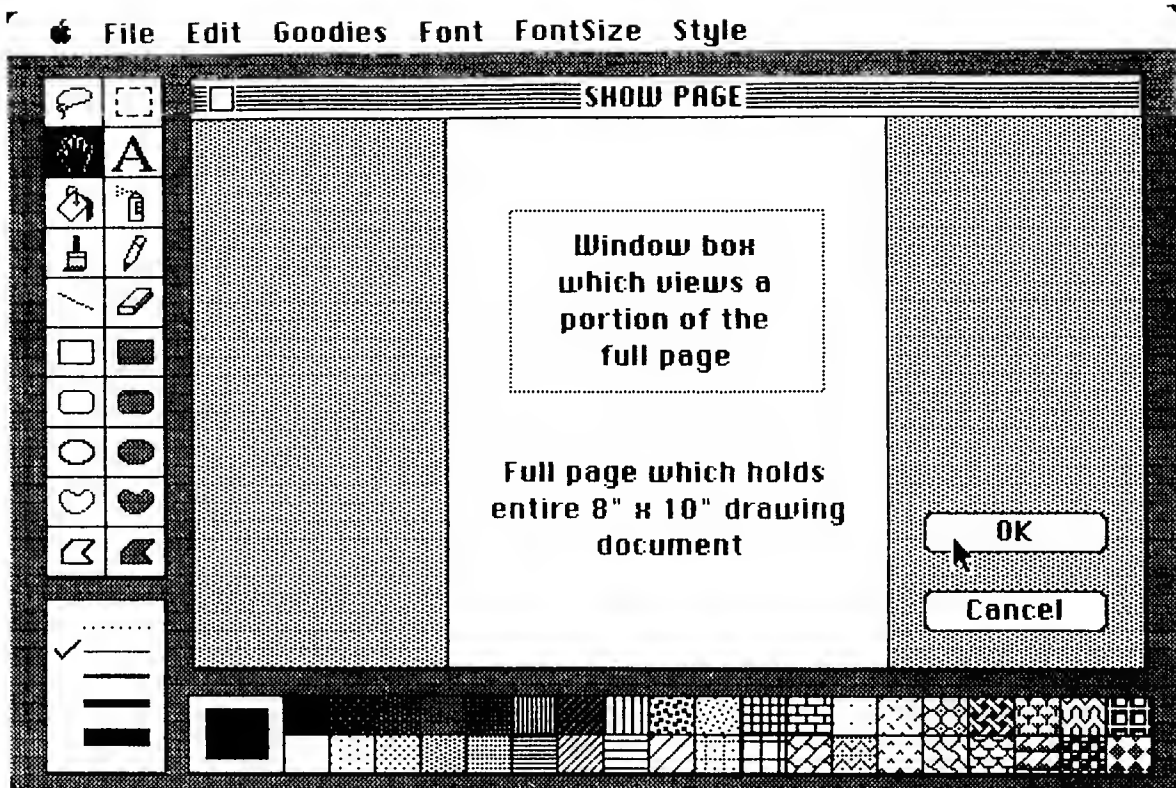 File Edit Goodies Font FontSize Style
SHOW PAGE
A
Window box
which views a
portion of the
full page
Full page which holds
entire 8" x 10" drawing
document
OK
Cancel